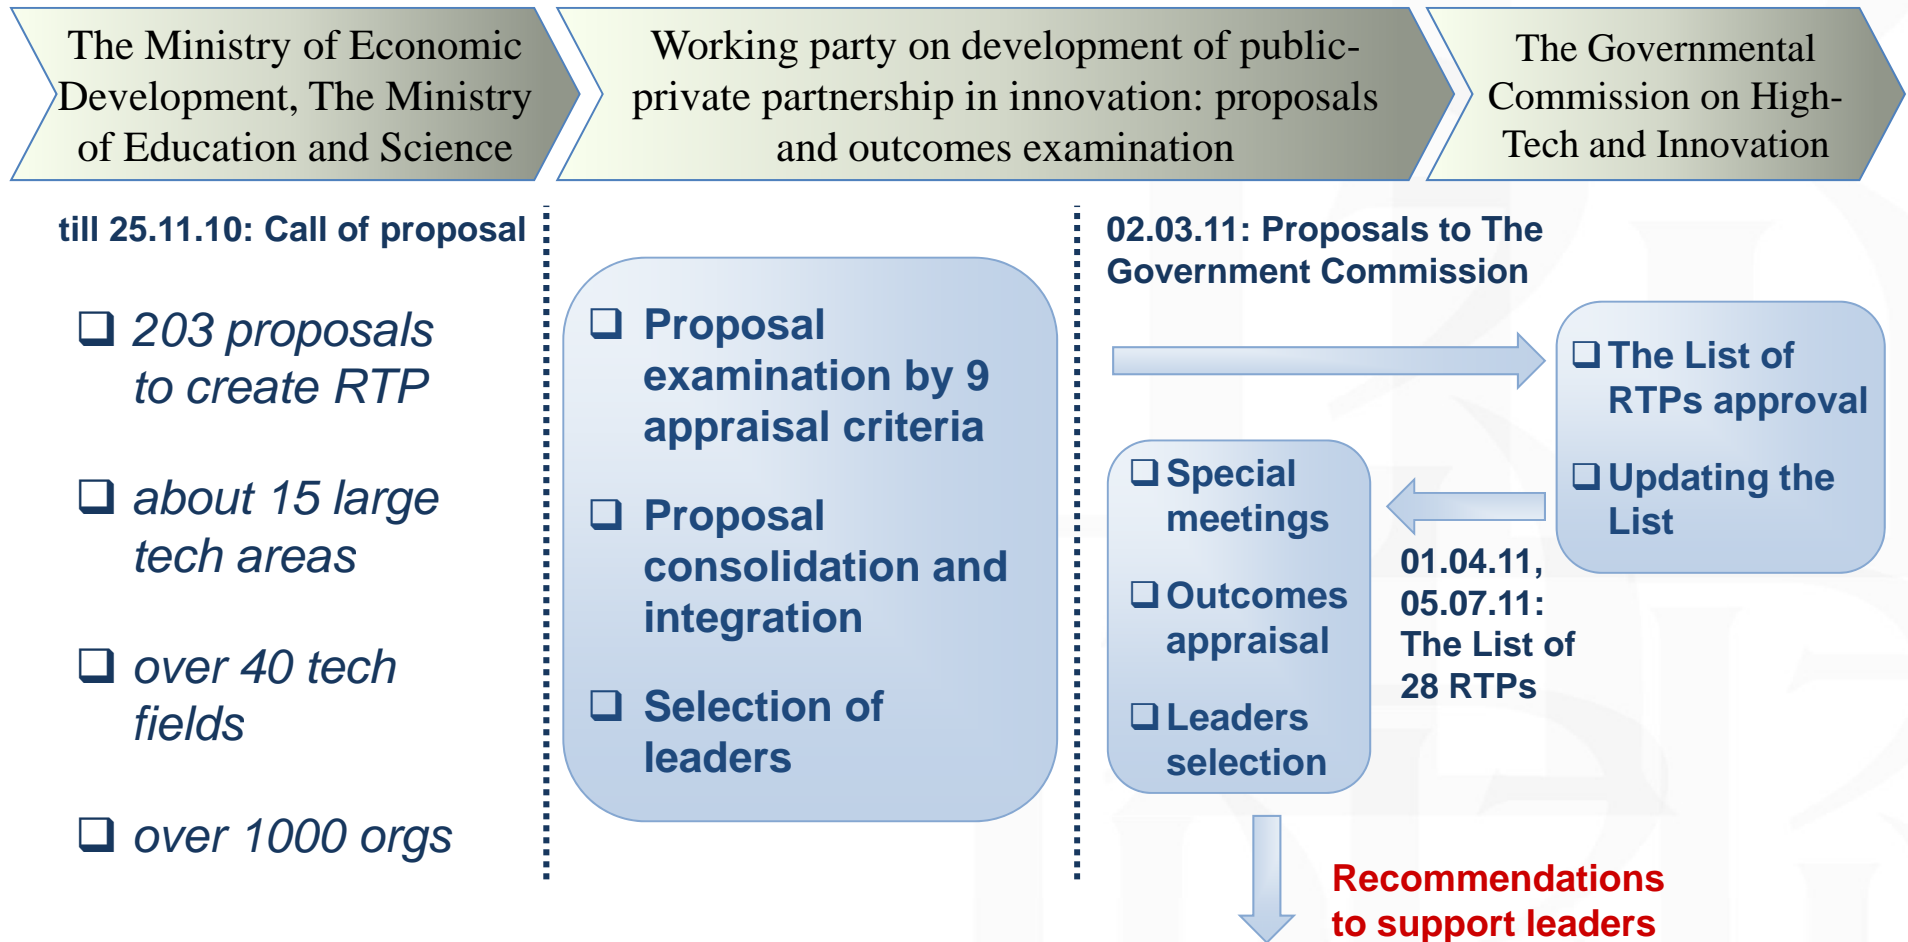 The Ministry of Economic
Development, The Ministry
of Education and Science
Working party on development of public-
private partnership in innovation: proposals
and outcomes examination
The Governmental
Commission on High-
Tech and Innovation
till 25.11.10: Call of proposal
203 proposals
to create RTP
about 15 large
tech areas
over 40 tech
fields
over 1000 orgs
Proposal
examination by 9
appraisal criteria
Proposal
consolidation and
integration
Selection of
leaders
02.03.11: Proposals to The
Government Commission
The List of
RTPs approval
Updating the
List
Special
meetings
Outcomes
appraisal
Leaders
selection
01.04.11,
05.07.11:
The List of
28 RTPs
Recommendations
to support leaders